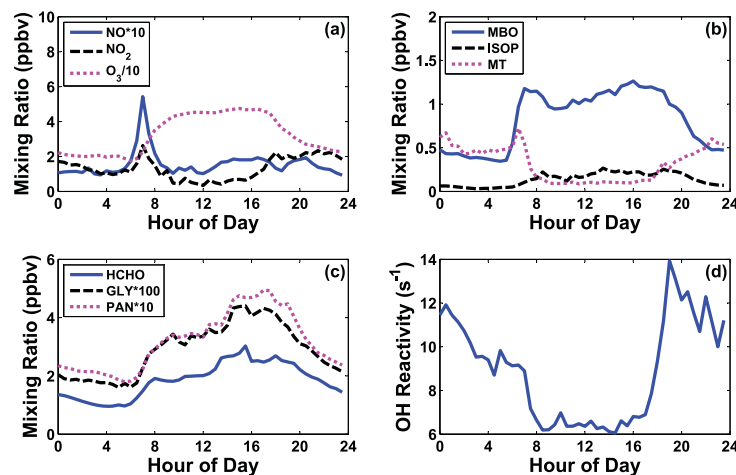 (a)
NO*10
NO2
O3/10
Mixing Ratio (ppbv)
6
4
2
0
0 4 8 12 16 20 24
Hour of Day
(b)
MBO
ISOP
MT
Mixing Ratio (ppbv)
2
1.5
1
0.5
0
0 4 8 12 16 20 24
Hour of Day
(c)
HCHO
GLY*100
PAN*10
Mixing Ratio (ppbv)
6
4
2
0
0 4 8 12 16 20 24
Hour of Day
(d)
OH Reactivity (s-1)
14
12
10
8
6
0 4 8 12 16 20 24
Hour of Day